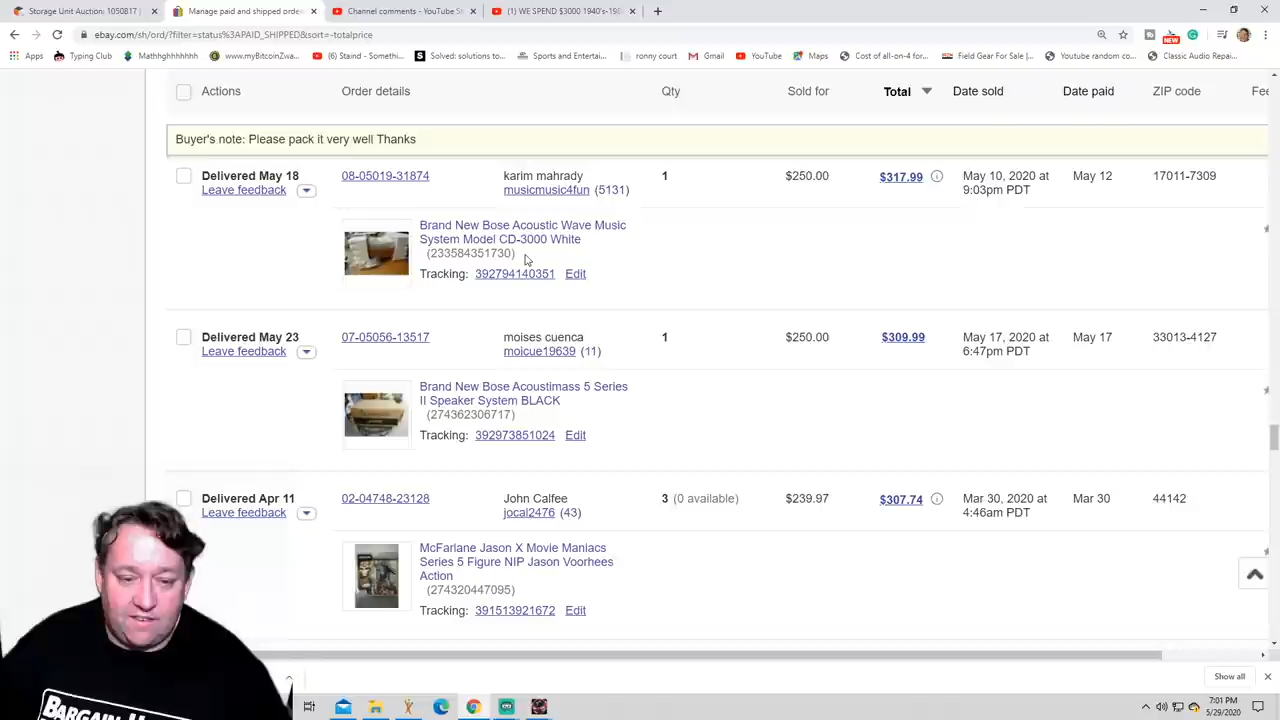 Storage Unit Auction: 1050817
Manage paid and shipped orde
Channel comments - YouTube S
(1) WE SPEND $3000 1940's-198
ebay.com/sh/ord/?filter=status%3APAID_SHIPPED&sort=-totalprice
Apps Typing Club Mathhghhhhhh www.myBitcoinZwa... (6) Staind - Somethi... Solved: solutions to... Sports and Entertai... ronny court Gmail YouTube Maps Cost of all-on-4 for... Field Gear For Sale |... Youtube random co... Classic Audio Repai...
Actions Order details Qty Sold for Total Date sold Date paid ZIP code Fee
Buyer's note: Please pack it very well Thanks
Delivered May 18 08-05019-31874 karim mahrady 1 $250.00 $317.99 May 10, 2020 at May 12 17011-7309
Leave feedback musicmusic4fun (5131) 9:03pm PDT
Brand New Bose Acoustic Wave Music
System Model CD-3000 White
(233584351730)
Tracking: 392794140351 Edit
Delivered May 23 07-05056-13517 moises cuenca 1 $250.00 $309.99 May 17, 2020 at May 17 33013-4127
Leave feedback moicue19639 (11) 6:47pm PDT
Brand New Bose Acoustimass 5 Series
II Speaker System BLACK
(274362306717)
Tracking: 392973851024 Edit
Delivered Apr 11 02-04748-23128 John Calfee 3 (0 available) $239.97 $307.74 Mar 30, 2020 at Mar 30 44142
Leave feedback jocal2476 (43) 4:46am PDT
McFarlane Jason X Movie Maniacs
Series 5 Figure NIP Jason Voorhees
Action
(274320447095)
Tracking: 391513921672 Edit
Show all
BARGAIN
7:01 PM
5/29/2020